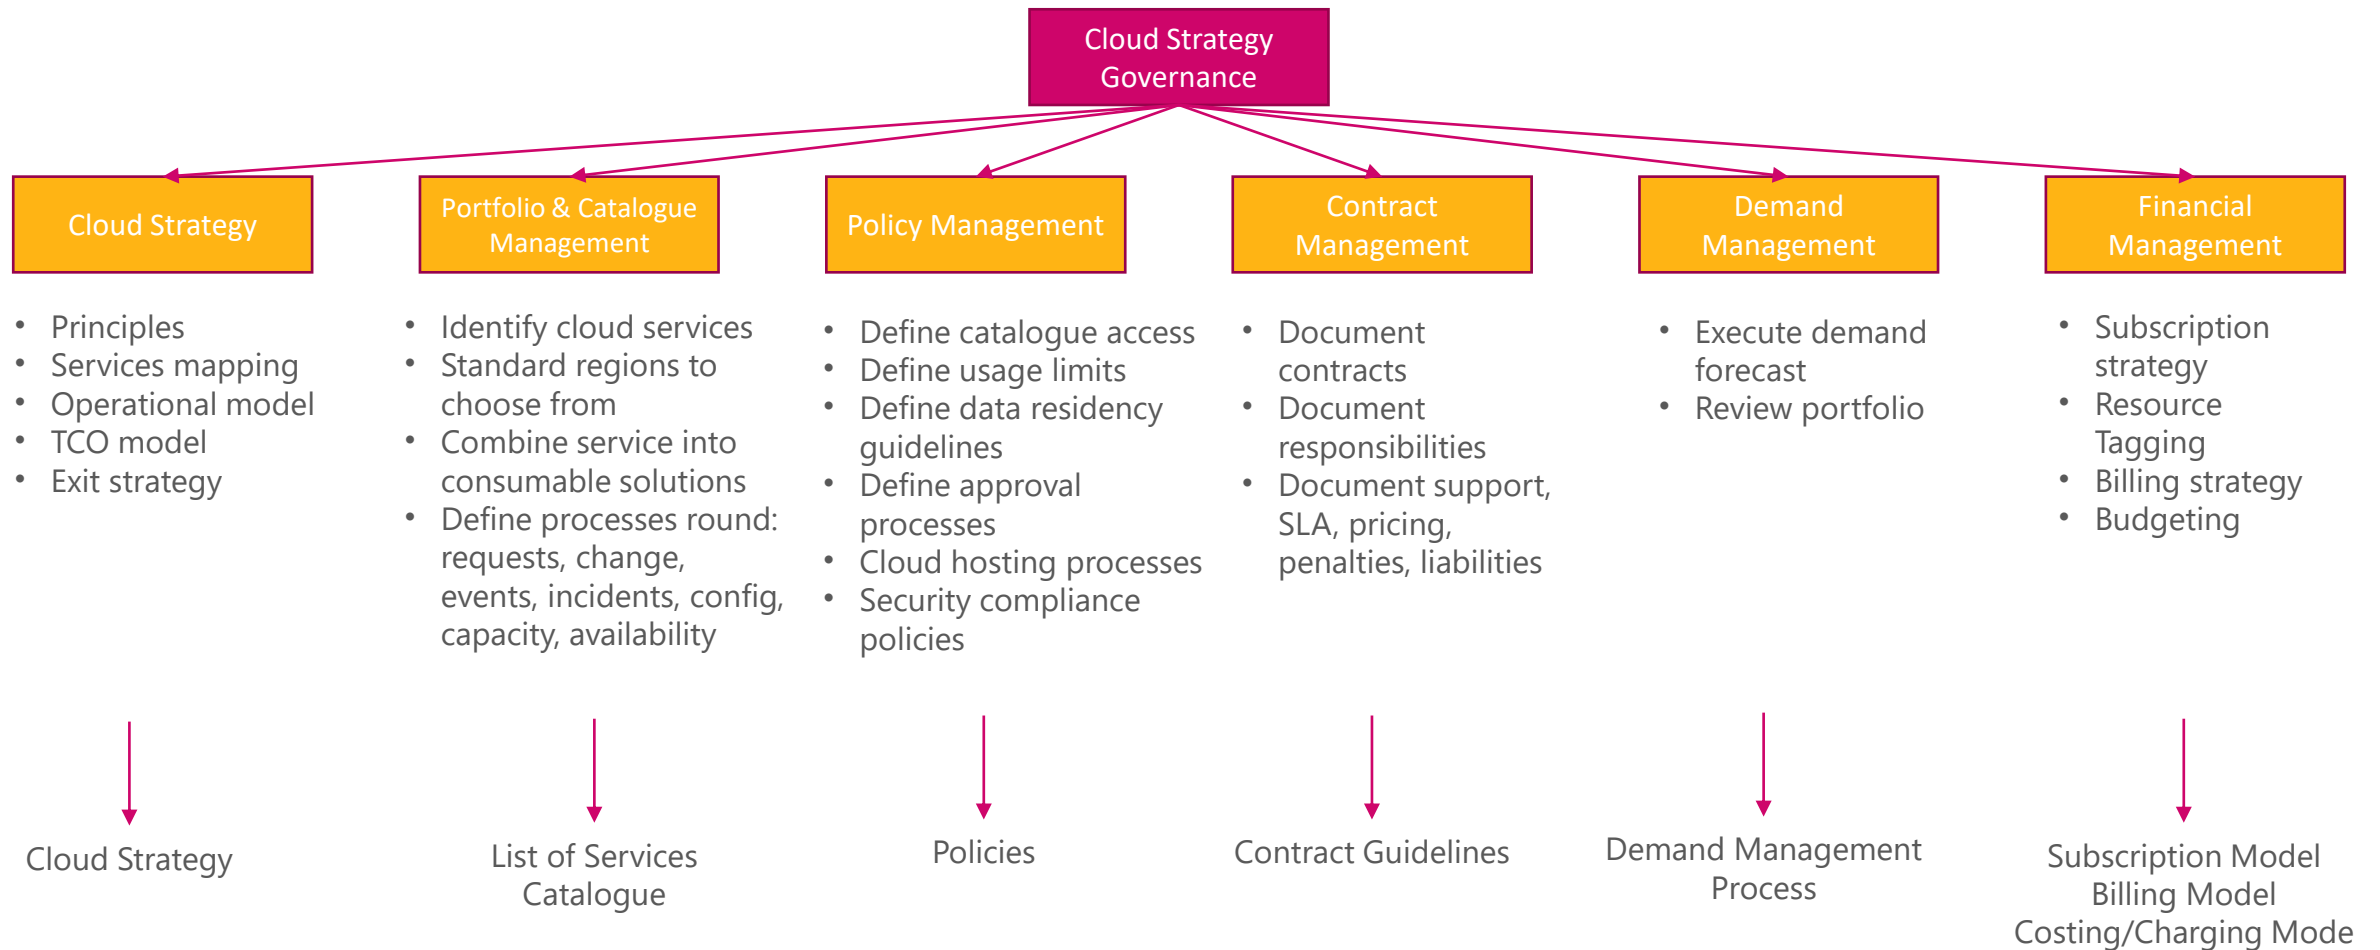 Cloud Strategy
Governance
Cloud Strategy
Portfolio & Catalogue
Management
Policy Management
Contract
Management
Demand
Management
Financial
Management
• Principles
• Services mapping
• Operational model
• TCO model
• Exit strategy
• Identify cloud services
• Standard regions to
choose from
• Combine service into
consumable solutions
• Define processes round:
requests, change,
events, incidents, config,
capacity, availability
• Define catalogue access
• Define usage limits
• Define data residency
guidelines
• Define approval
processes
• Cloud hosting processes
• Security compliance
policies
• Document
contracts
• Document
responsibilities
• Document support,
SLA, pricing,
penalties, liabilities
• Execute demand
forecast
• Review portfolio
• Subscription
strategy
• Resource
Tagging
• Billing strategy
• Budgeting
Cloud Strategy
List of Services
Catalogue
Policies
Contract Guidelines
Demand Management
Process
Subscription Model
Billing Model
Costing/Charging Mode